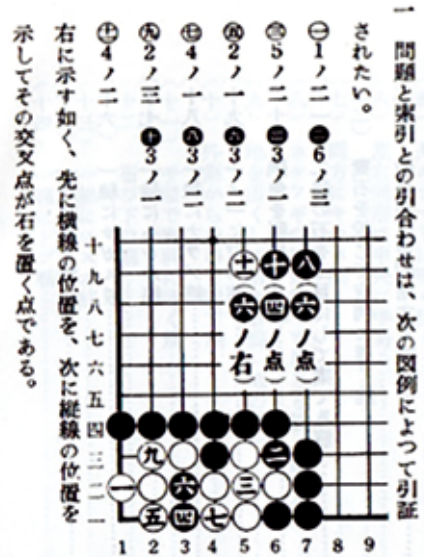 一 問題と索引との引合わせは、次の図例によつて引証
されたい。
㊀1ノ二 ㊁6ノ三
㊂5ノ二 ㊃3ノ一
㊄2ノ一 ㊅3ノ二
㊆4ノ一 ㊇3ノ二
㊈2ノ三 ㊉3ノ一
十一4ノ二
右に示す如く、先に横線の位置を、次に縦線の位置を
示してその交叉点が石を置く点である。
八（六ノ点）
十（四ノ点）
十一（六ノ右）
十
九
八
七
六
五
四
三 九 二
二 一 六 三
一 五 四 七
1 2 3 4 5 6 7 8 9